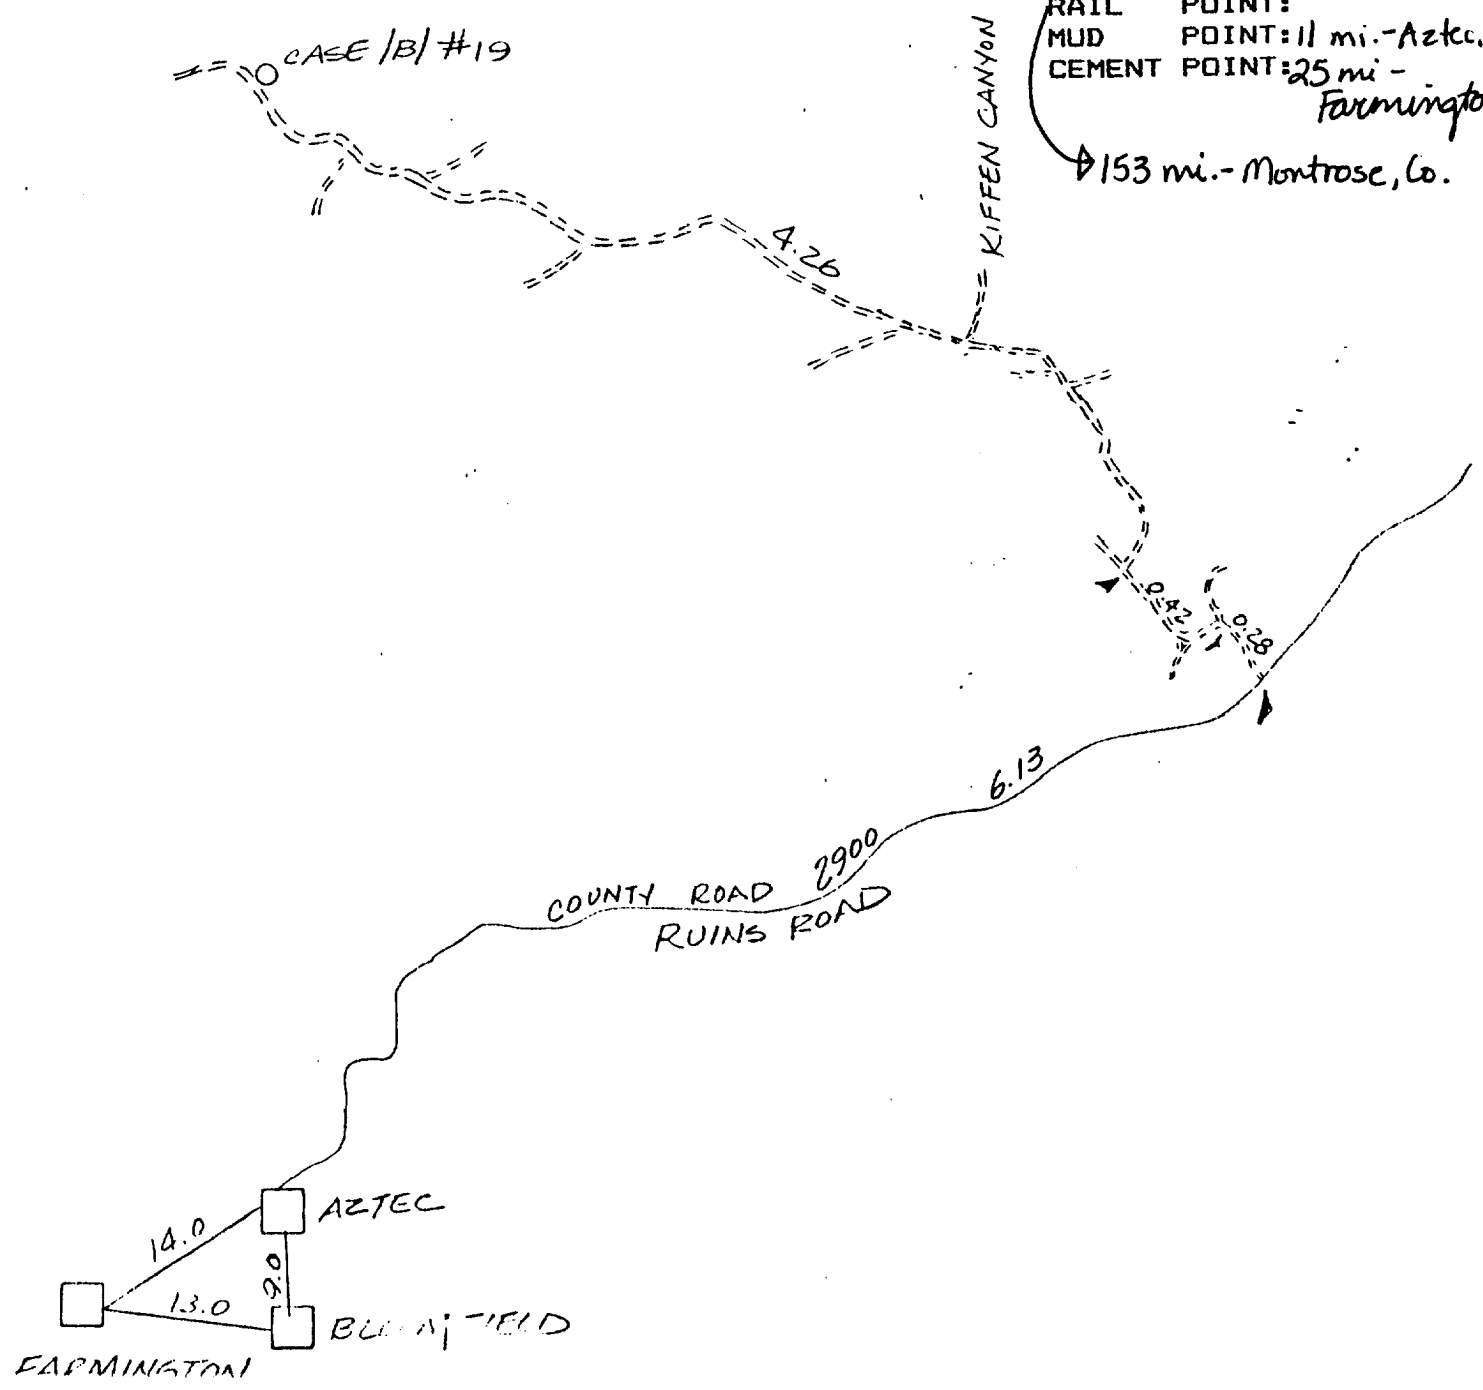 RAIL POINT:
MUD POINT: 11 mi.-Aztec,
CEMENT POINT: 25 mi -
153 mi.- Montrose, Co.
CASE /B/ #19
KIFFEN CANYON
4.26
0.42
0.28
6.13
COUNTY ROAD 2900
RUINS ROAD
AZTEC
14.0
9.0
13.0
FARMINGTON